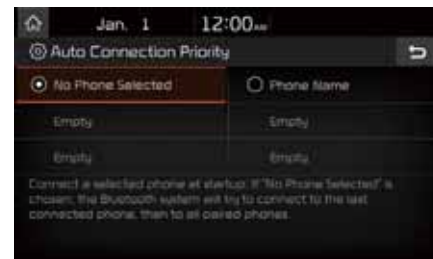 Jan. 1 12:00 AM
Auto Connection Priority
No Phone Selected Phone Name
Empty Empty
Empty Empty
Connect a selected phone at startup. If "No Phone Selected" is
chosen, the Bluetooth system will try to connect to the last
connected phone, then to all paired phones.